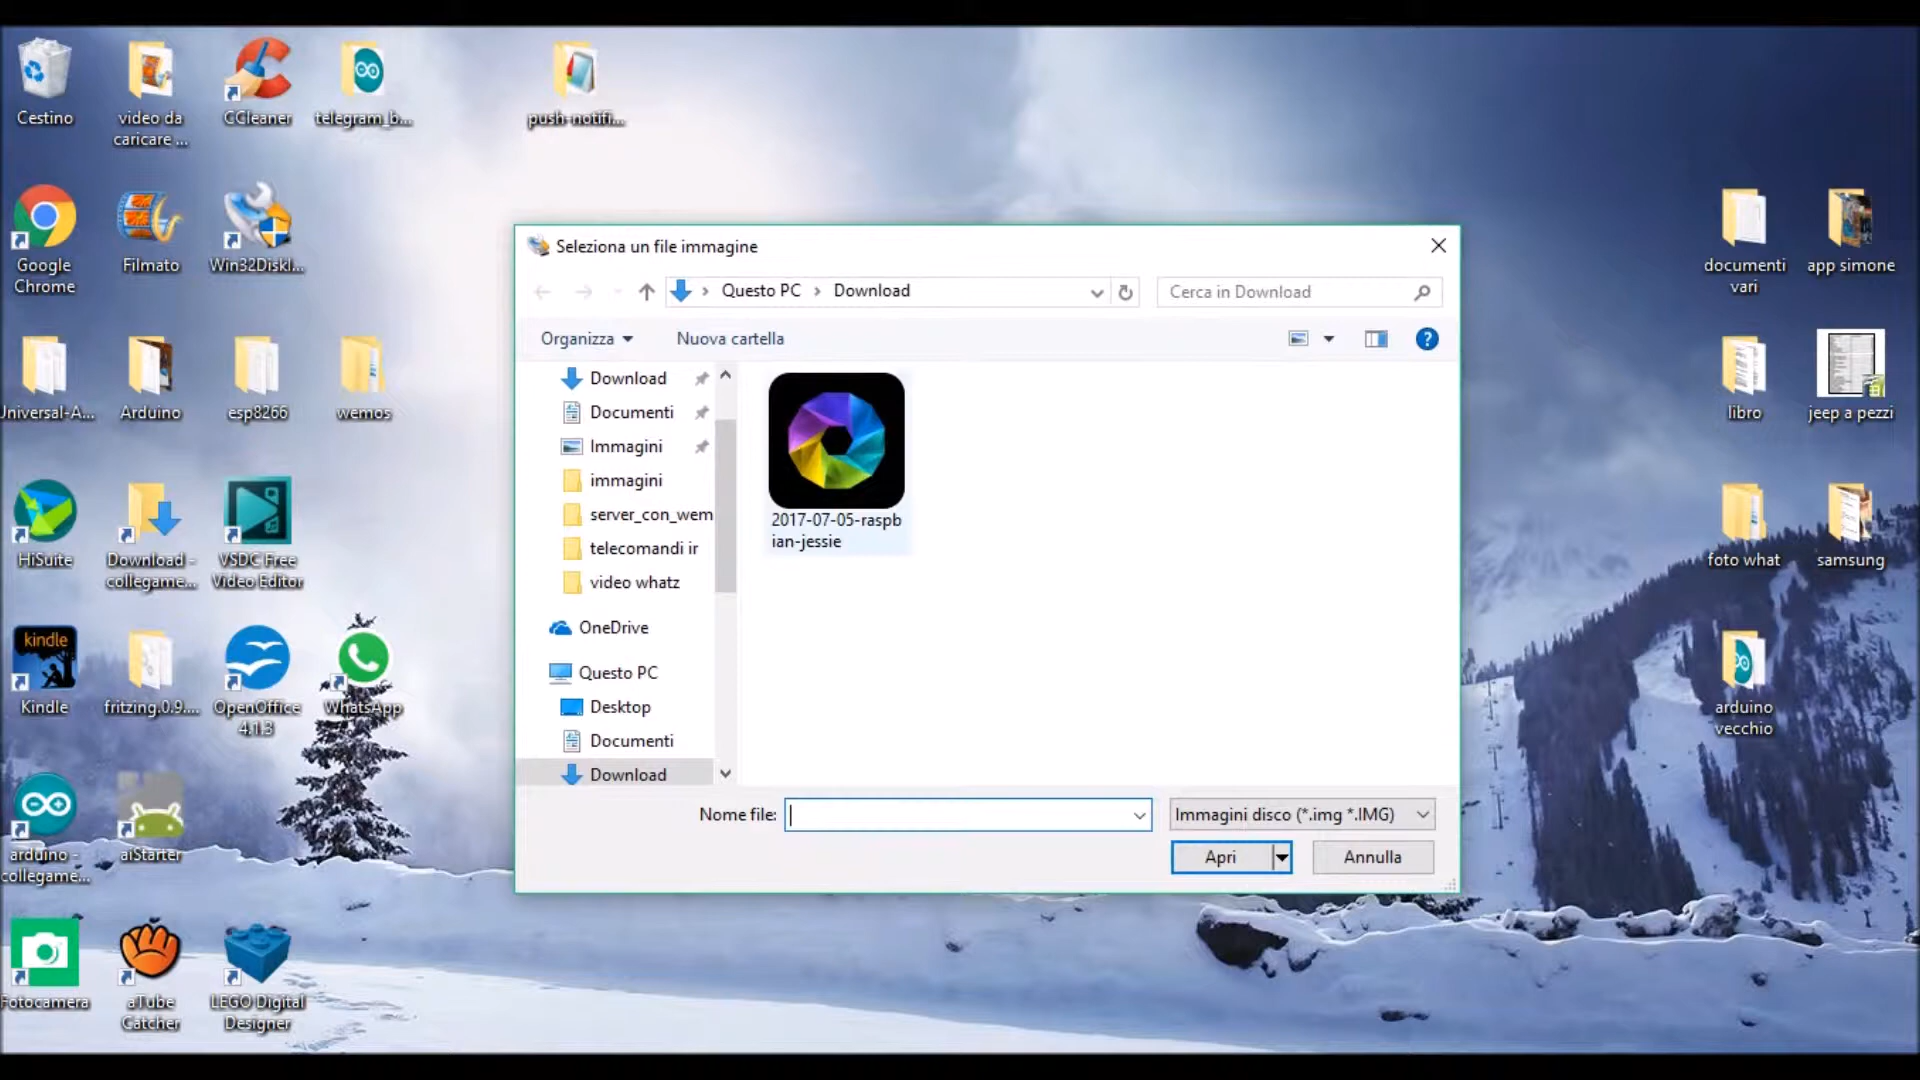 Cestino
video da
caricare ...
CCleaner
telegram_b...
push-notifi...
Google
Chrome
Filmato
Win32DiskI...
Jniversal-A...
Arduino
esp8266
wemos
HiSuite
Download -
collegame...
VSDC Free
Video Editor
kindle
Kindle
fritzing.0.9....
OpenOffice
4.1.3
WhatsApp
arduino -
collegame...
aiStarter
Fotocamera
aTube
Catcher
LEGO Digital
Designer
Seleziona un file immagine
Questo PC
Download
Cerca in Download
Organizza
Nuova cartella
Download
Documenti
Immagini
immagini
server_con_wem
telecomandi ir
video whatz
OneDrive
Questo PC
Desktop
Documenti
Download
2017-07-05-raspb
ian-jessie
Nome file:
Immagini disco (*.img *.IMG)
Apri
Annulla
documenti
vari
app simone
libro
jeep a pezzi
foto what
samsung
arduino
vecchio